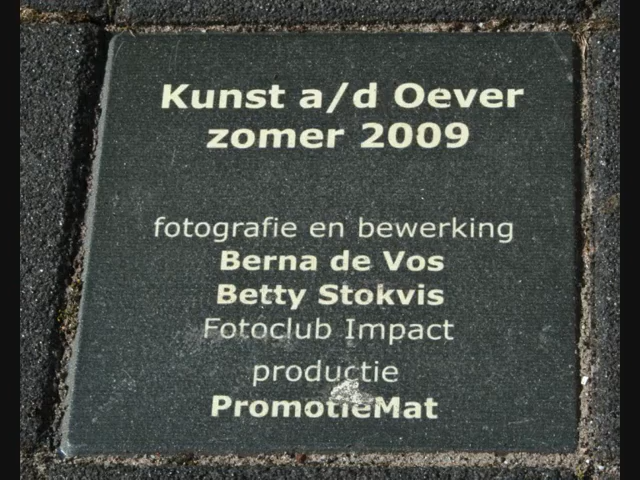 Kunst a/d Oever
zomer 2009
fotografie en bewerking
Berna de Vos
Betty Stokvis
Fotoclub Impact
productie
PromotieMat